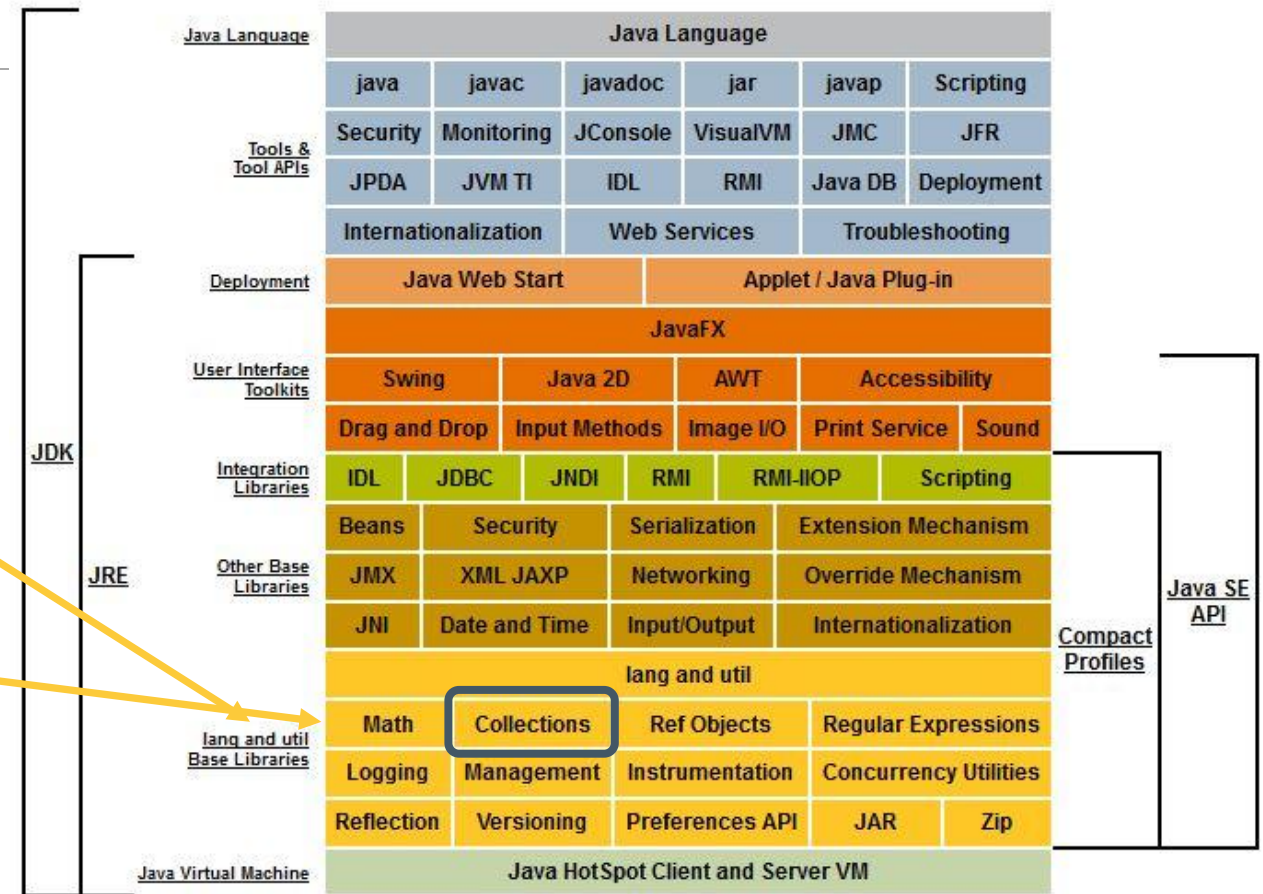 Java Language Java Language
java javac javadoc jar javap Scripting
Security Monitoring JConsole VisualVM JMC JFR
Tools &
Tool APIs
JPDA JVM TI IDL RMI Java DB Deployment
Internationalization Web Services Troubleshooting
Deployment Java Web Start Applet / Java Plug-in
JavaFX
User Interface
Toolkits
Swing Java 2D AWT Accessibility
Drag and Drop Input Methods Image I/O Print Service Sound
JDK
Integration
Libraries
IDL JDBC JNDI RMI RMI-IIOP Scripting
Beans Security Serialization Extension Mechanism
JRE
Other Base
Libraries
JMX XML JAXP Networking Override Mechanism
Java SE
API
JNI Date and Time Input/Output Internationalization
Compact
Profiles
lang and util
lang and util
Base Libraries
Math Collections Ref Objects Regular Expressions
Logging Management Instrumentation Concurrency Utilities
Reflection Versioning Preferences API JAR Zip
Java Virtual Machine Java HotSpot Client and Server VM